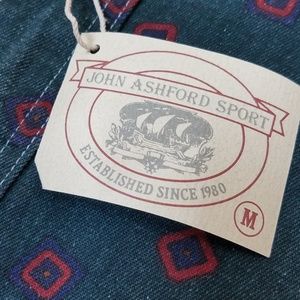 JOHN ASHFORD SPORT
ESTABLISHED SINCE 1980
M